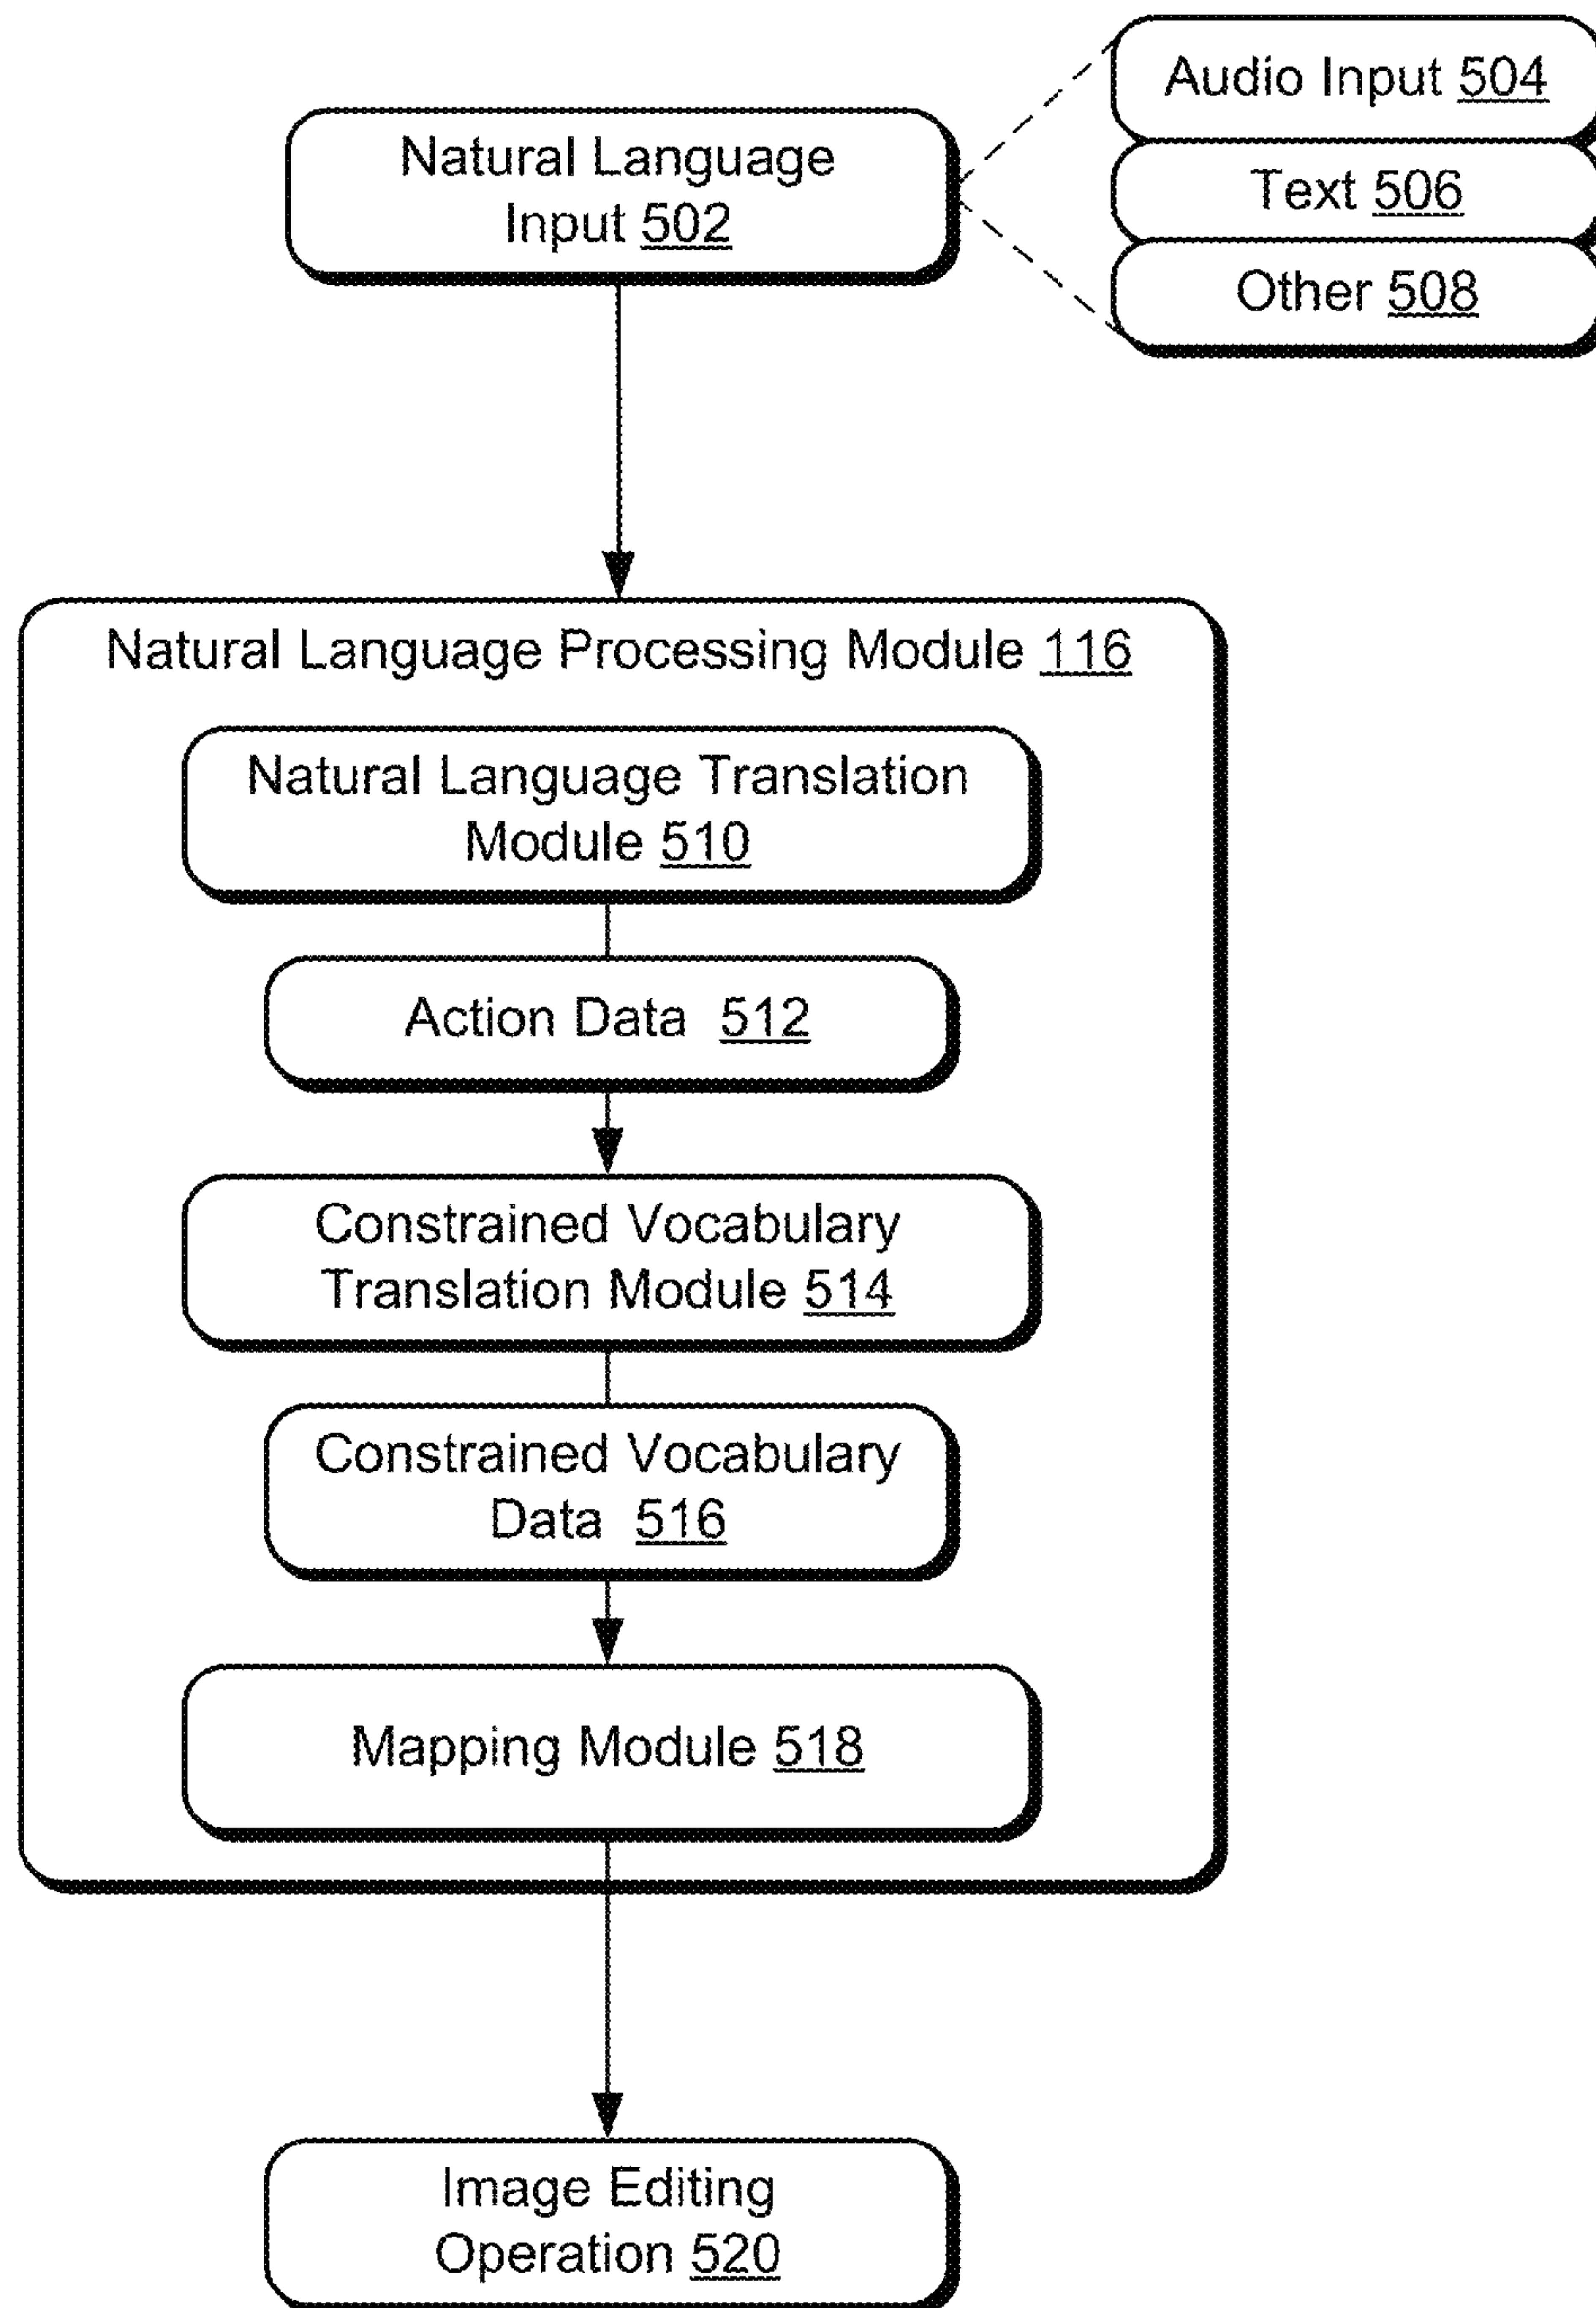 Natural Language
Input 502
Audio Input 504
Text 506
Other 508
Natural Language Processing Module 116
Natural Language Translation
Module 510
Action Data 512
Constrained Vocabulary
Translation Module 514
Constrained Vocabulary
Data 516
Mapping Module 518
Image Editing
Operation 520